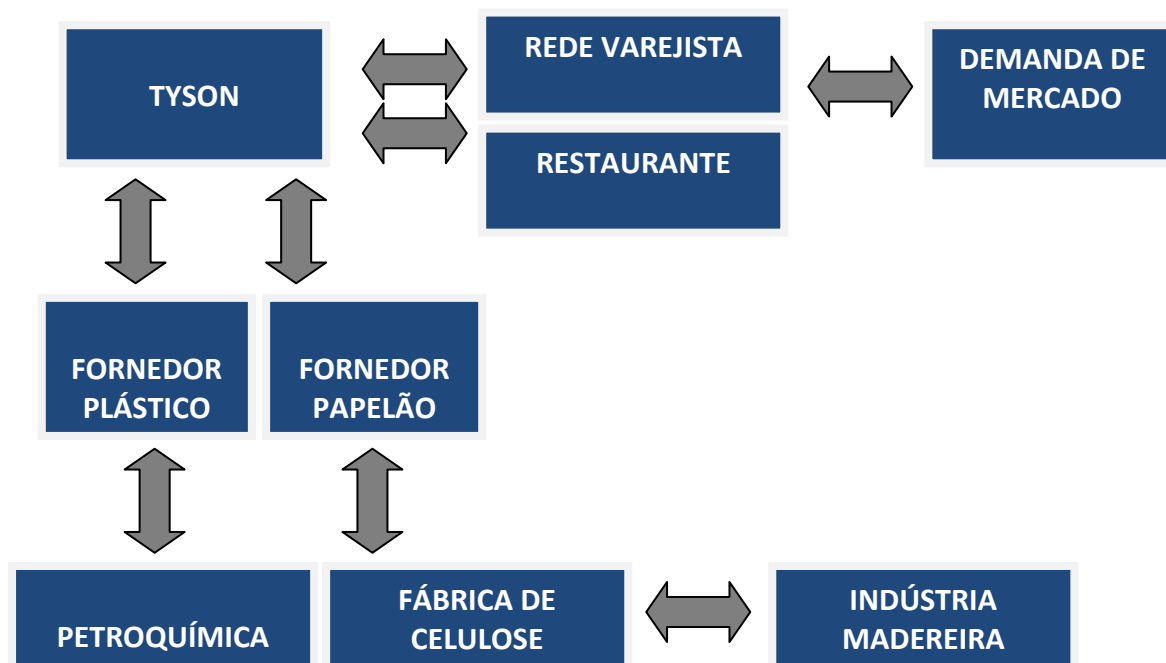 TYSON
REDE VAREJISTA
DEMANDA DE
MERCADO
RESTAURANTE
FORNEDOR
PLÁSTICO
FORNEDOR
PAPELÃO
PETROQUÍMICA
FÁBRICA DE
CELULOSE
INDÚSTRIA
MADEREIRA